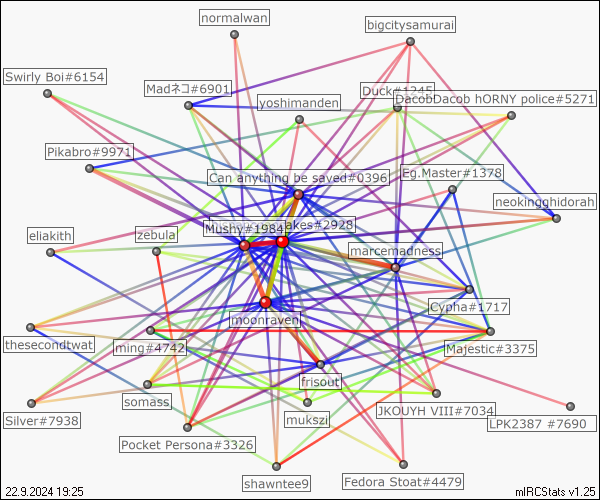 normalwan
bigcitysamurai
Swirly Boi#6154
Madネコ#6901
Duck#1245
yoshimanden
DacobDacob hORNY police#5271
Pikabro#9971
Can anything be saved#0396
Eg.Master#1378
neokingghidorah
Mushy#1984
akes#2928
eliakith
zebula
marcemadness
Cypha#1717
moonraven
thesecondtwat
ming#4742
Majestic#3375
frisout
somass
mukszi
JKOUYH VIII#7034
Silver#7938
LPK2387 #7690
Pocket Persona#3326
shawntee9
Fedora Stoat#4479
22.9.2024 19:25
mIRCStats v1.25